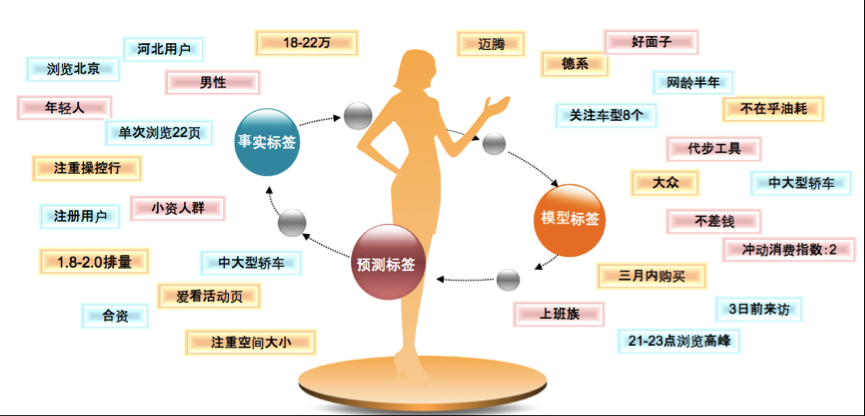 18-22万
迈腾
好面子
河北用户
浏览北京
德系
男性
网龄半年
年轻人
关注车型8个
不在乎油耗
单次浏览22页
事实标签
代步工具
注重操控行
大众
中大型轿车
小资人群
注册用户
模型标签
不差钱
冲动消费指数:2
1.8-2.0排量
中大型轿车
预测标签
三月内购买
爱看活动页
合资
上班族
3日前来访
注重空间大小
21-23点浏览高峰